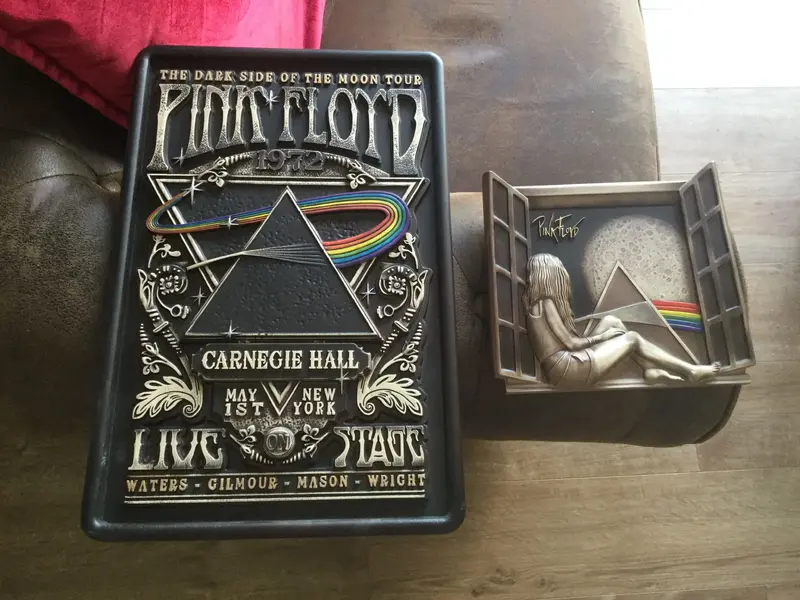 THE DARK SIDE OF THE MOON TOUR
PINK FLOYD
1972
CARNEGIE HALL
MAY 1ST
NEW YORK
LIVE ON STAGE
WATERS - GILMOUR - MASON - WRIGHT
PINK FLOYD